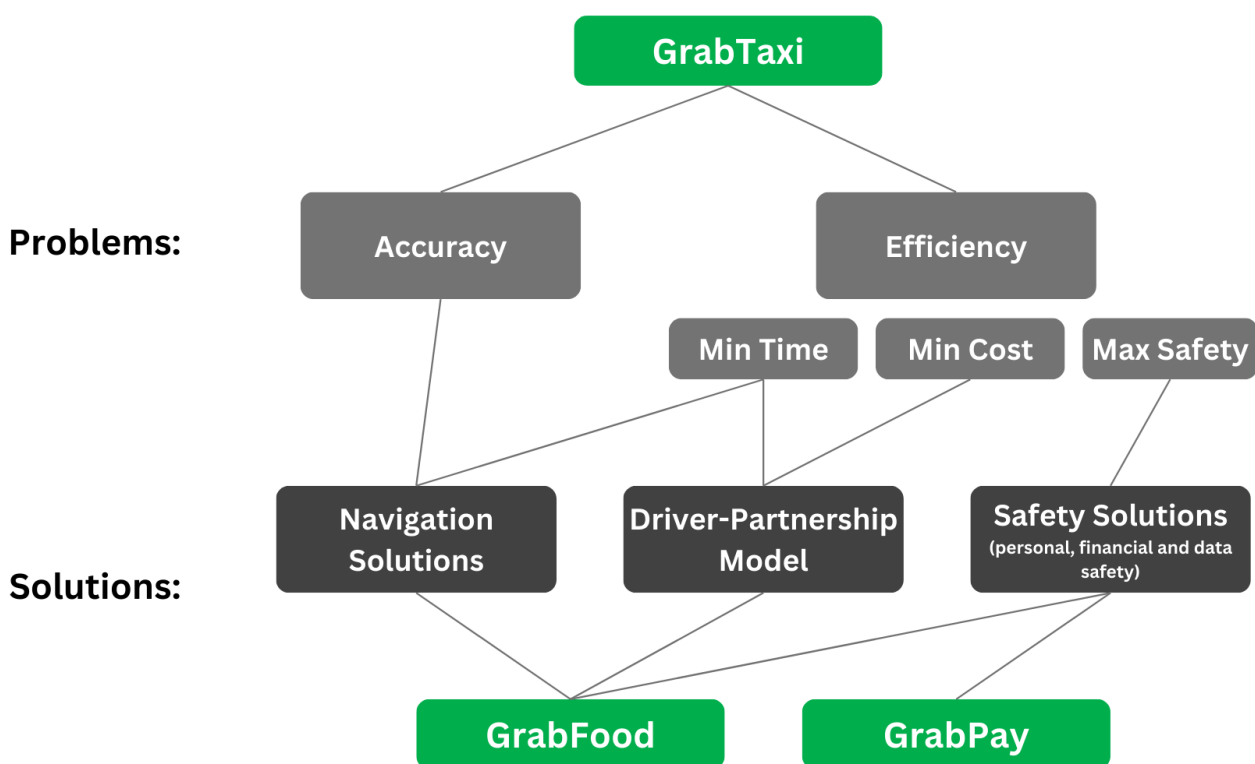 GrabTaxi
Problems:
Accuracy
Efficiency
Min Time
Min Cost
Max Safety
Solutions:
Navigation
Solutions
Driver-Partnership
Model
Safety Solutions
(personal, financial and data
safety)
GrabFood
GrabPay